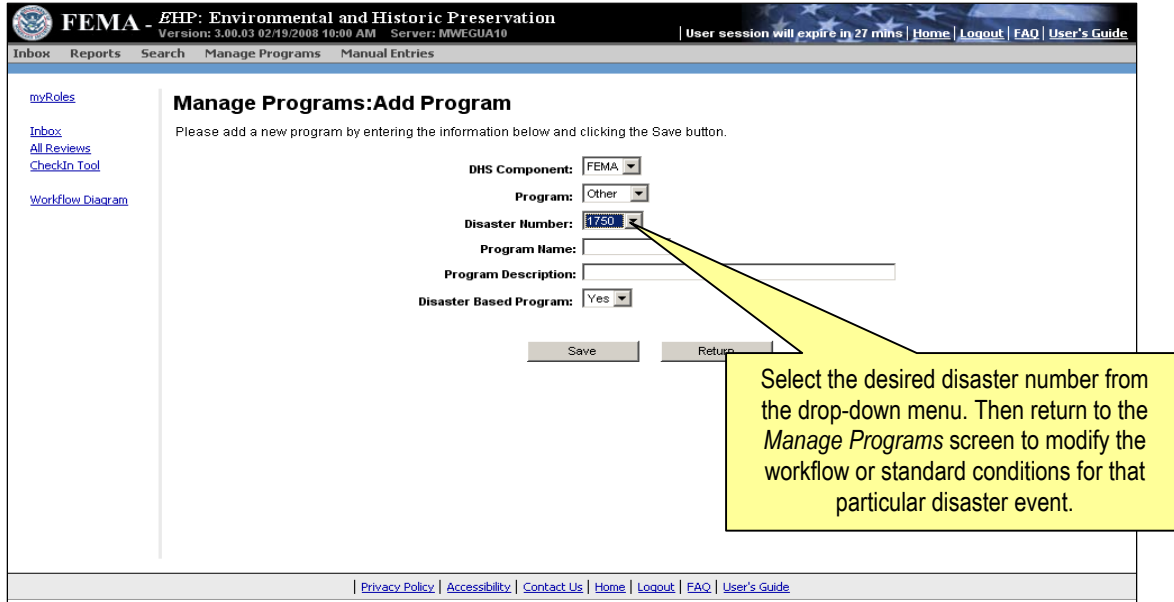 FEMA - EHP: Environmental and Historic Preservation
Version: 3.00.03 02/19/2008 10:00 AM Server: MWEGUA10
| User session will expire in 27 mins | Home | Logout | FAQ | User's Guide
Inbox Reports Search Manage Programs Manual Entries
myRoles
Inbox
All Reviews
CheckIn Tool
Workflow Diagram
Manage Programs:Add Program
Please add a new program by entering the information below and clicking the Save button.
DHS Component: FEMA
Program: Other
Disaster Number: 1750
Program Name:
Program Description:
Disaster Based Program: Yes
Save Return
Select the desired disaster number from
the drop-down menu. Then return to the
Manage Programs screen to modify the
workflow or standard conditions for that
particular disaster event.
| Privacy Policy | Accessibility | Contact Us | Home | Logout | FAQ | User's Guide